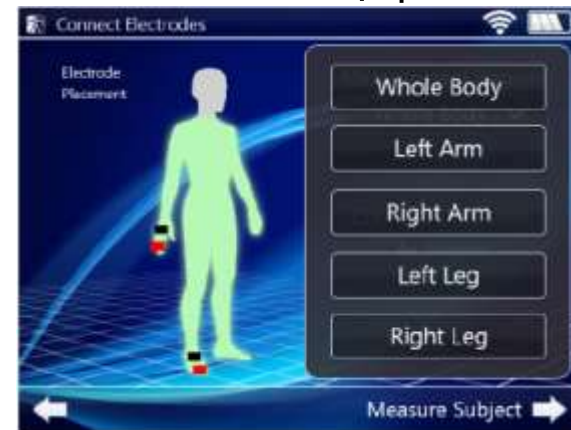 Connect Electrodes
Electrode
Placement
Whole Body
Left Arm
Right Arm
Left Leg
Right Leg
Measure Subject